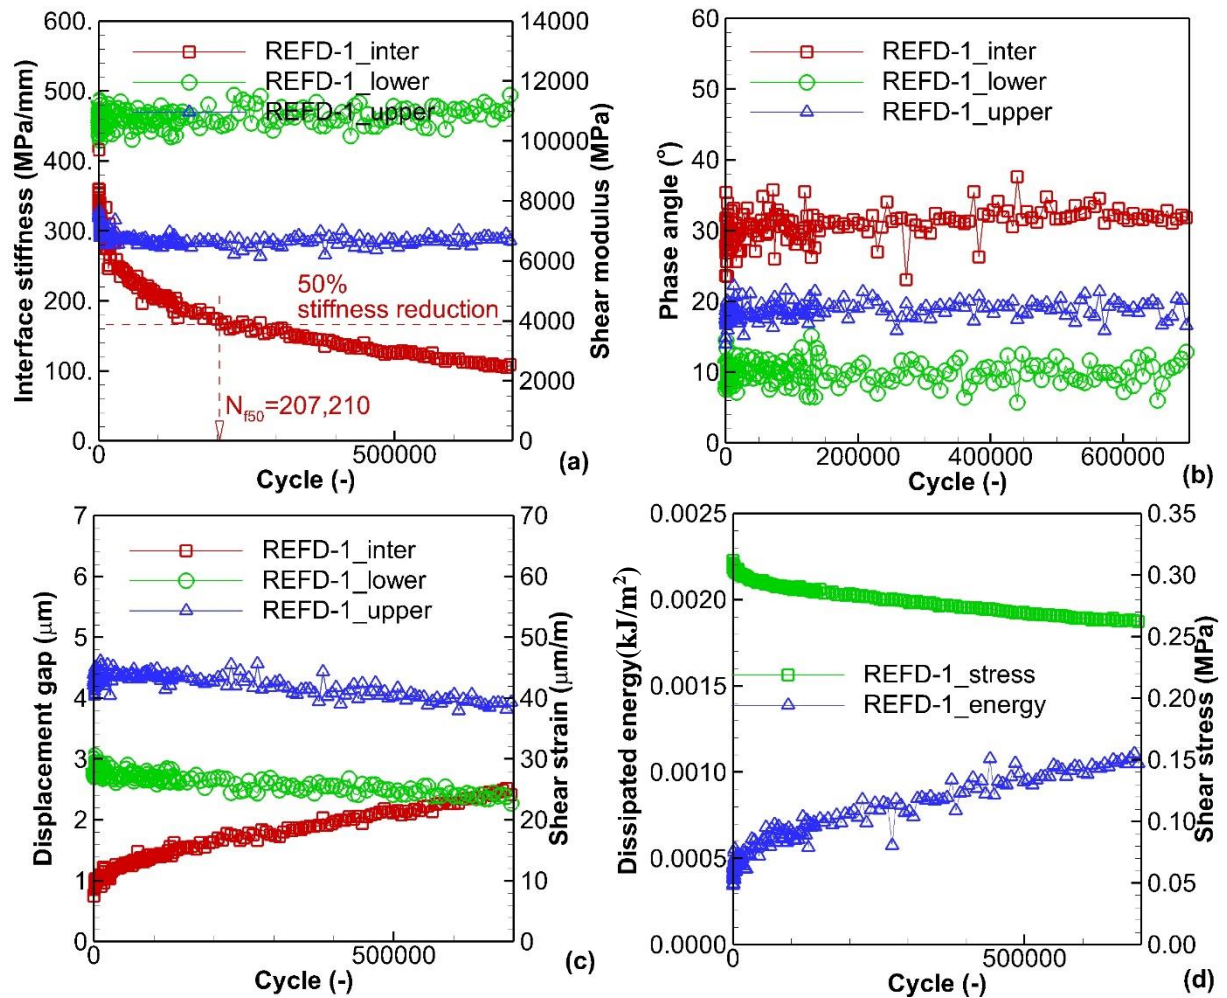 600.
500.
400.
300.
200.
100.
0.
Interface stiffness (MPa/mm)
REFD-1_inter
REFD-1_lower
REFD-1_upper
50%
stiffness reduction
Nf50=207,210
14000
12000
10000
8000
6000
4000
2000
0
Shear modulus (MPa)
0
500000
Cycle (-)
(a)
60
50
40
30
20
10
0
Phase angle (°)
REFD-1_inter
REFD-1_lower
REFD-1_upper
0
200000
400000
600000
Cycle (-)
(b)
7
6
5
4
3
2
1
0
Displacement gap (μm)
REFD-1_inter
REFD-1_lower
REFD-1_upper
70
60
50
40
30
20
10
0
Shear strain (μm/m)
0
500000
Cycle (-)
(c)
0.0025
0.0020
0.0015
0.0010
0.0005
0.0000
Dissipated energy(kJ/m²)
REFD-1_stress
REFD-1_energy
0.35
0.30
0.25
0.20
0.15
0.10
0.05
0.00
Shear stress (MPa)
0
500000
Cycle (-)
(d)